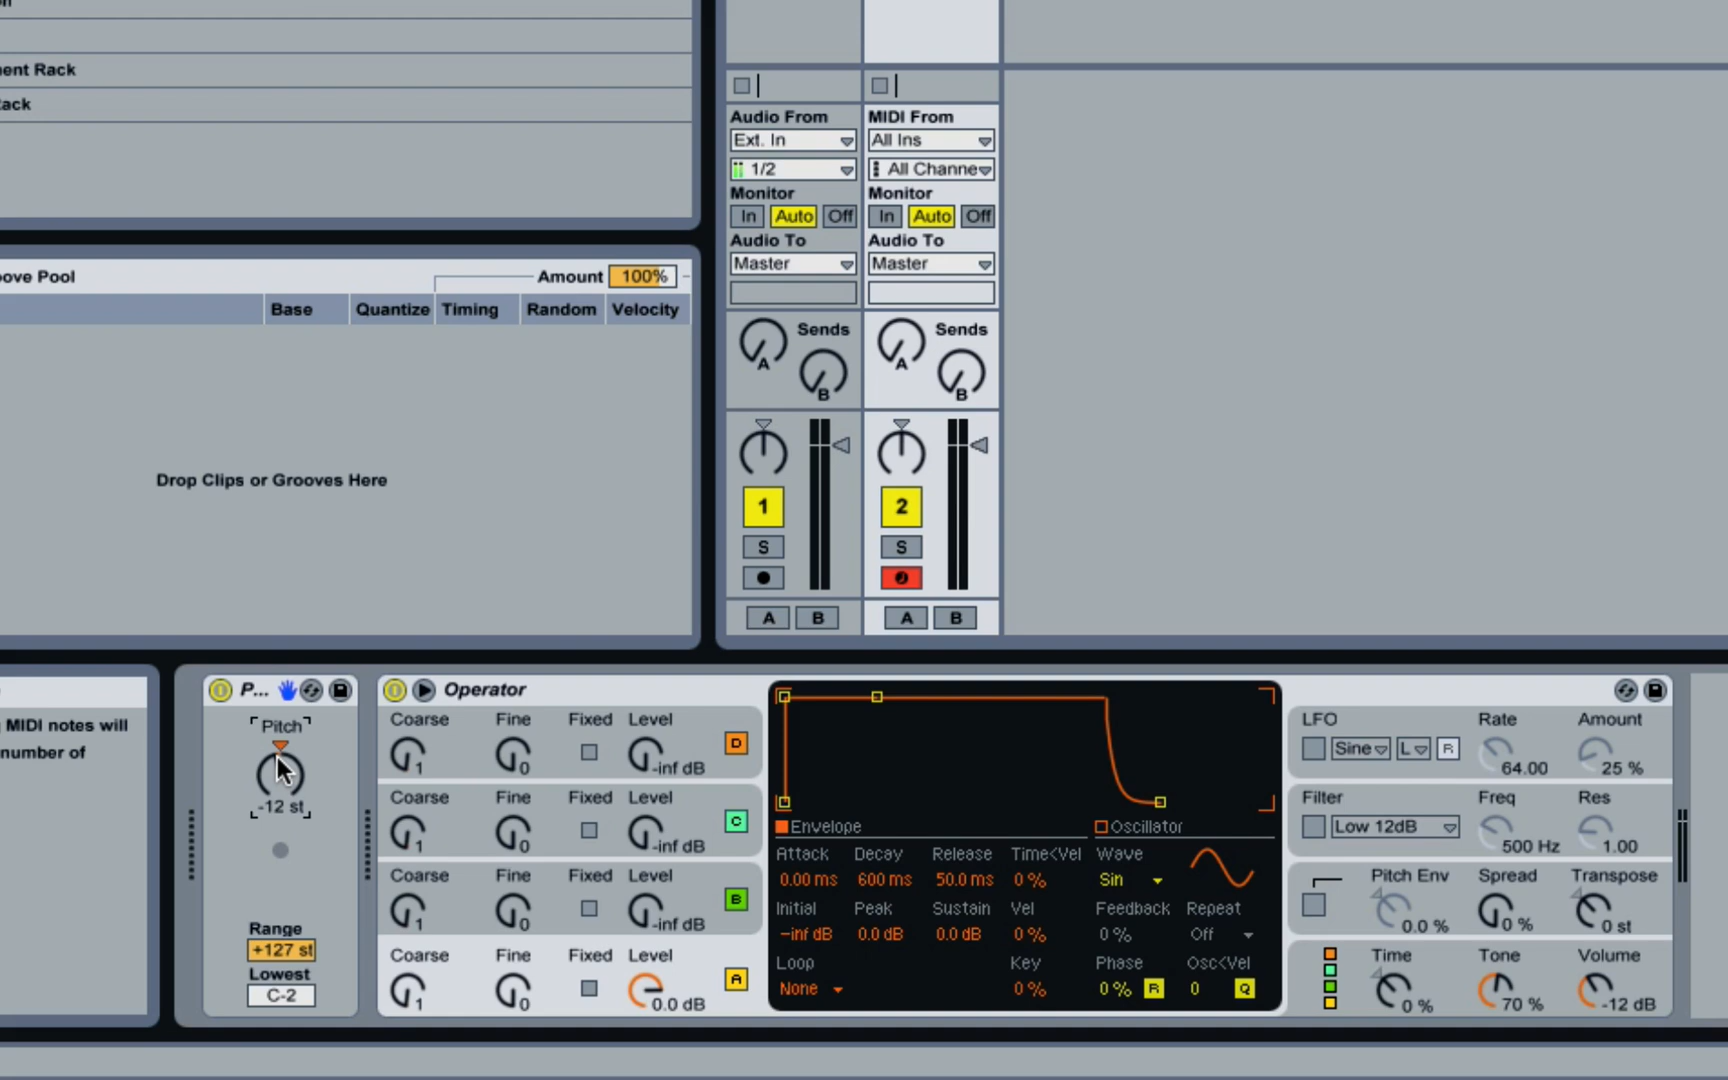 ent Rack
ack
Audio From
Ext. In
1/2
Monitor
In Auto Off
Audio To
Master
Sends
A
B
1
S
A B
MIDI From
All Ins
All Channe
Monitor
In Auto Off
Audio To
Master
Sends
A
B
2
S
A B
ove Pool
Amount 100%
Base Quantize Timing Random Velocity
Drop Clips or Grooves Here
MIDI notes will
number of
P...
Pitch
-12 st
Range
+127 st
Lowest
C-2
Operator
Coarse Fine Fixed Level
1 0 -inf dB D
Coarse Fine Fixed Level
1 0 -inf dB C
Coarse Fine Fixed Level
1 0 -inf dB B
Coarse Fine Fixed Level
1 0 0.0 dB A
Envelope Oscillator
Attack Decay Release Time<Vel Wave
0.00 ms 600 ms 50.0 ms 0 % Sin
Initial Peak Sustain Vel Feedback Repeat
-inf dB 0.0 dB 0.0 dB 0 % 0 % Off
Loop Key Phase Osc<Vel
None 0 % 0 % R 0 Q
LFO Rate Amount
Sine L R 64.00 25 %
Filter Freq Res
Low 12dB 500 Hz 1.00
Pitch Env Spread Transpose
0.0 % 0 % 0 st
Time Tone Volume
0 % 70 % -12 dB